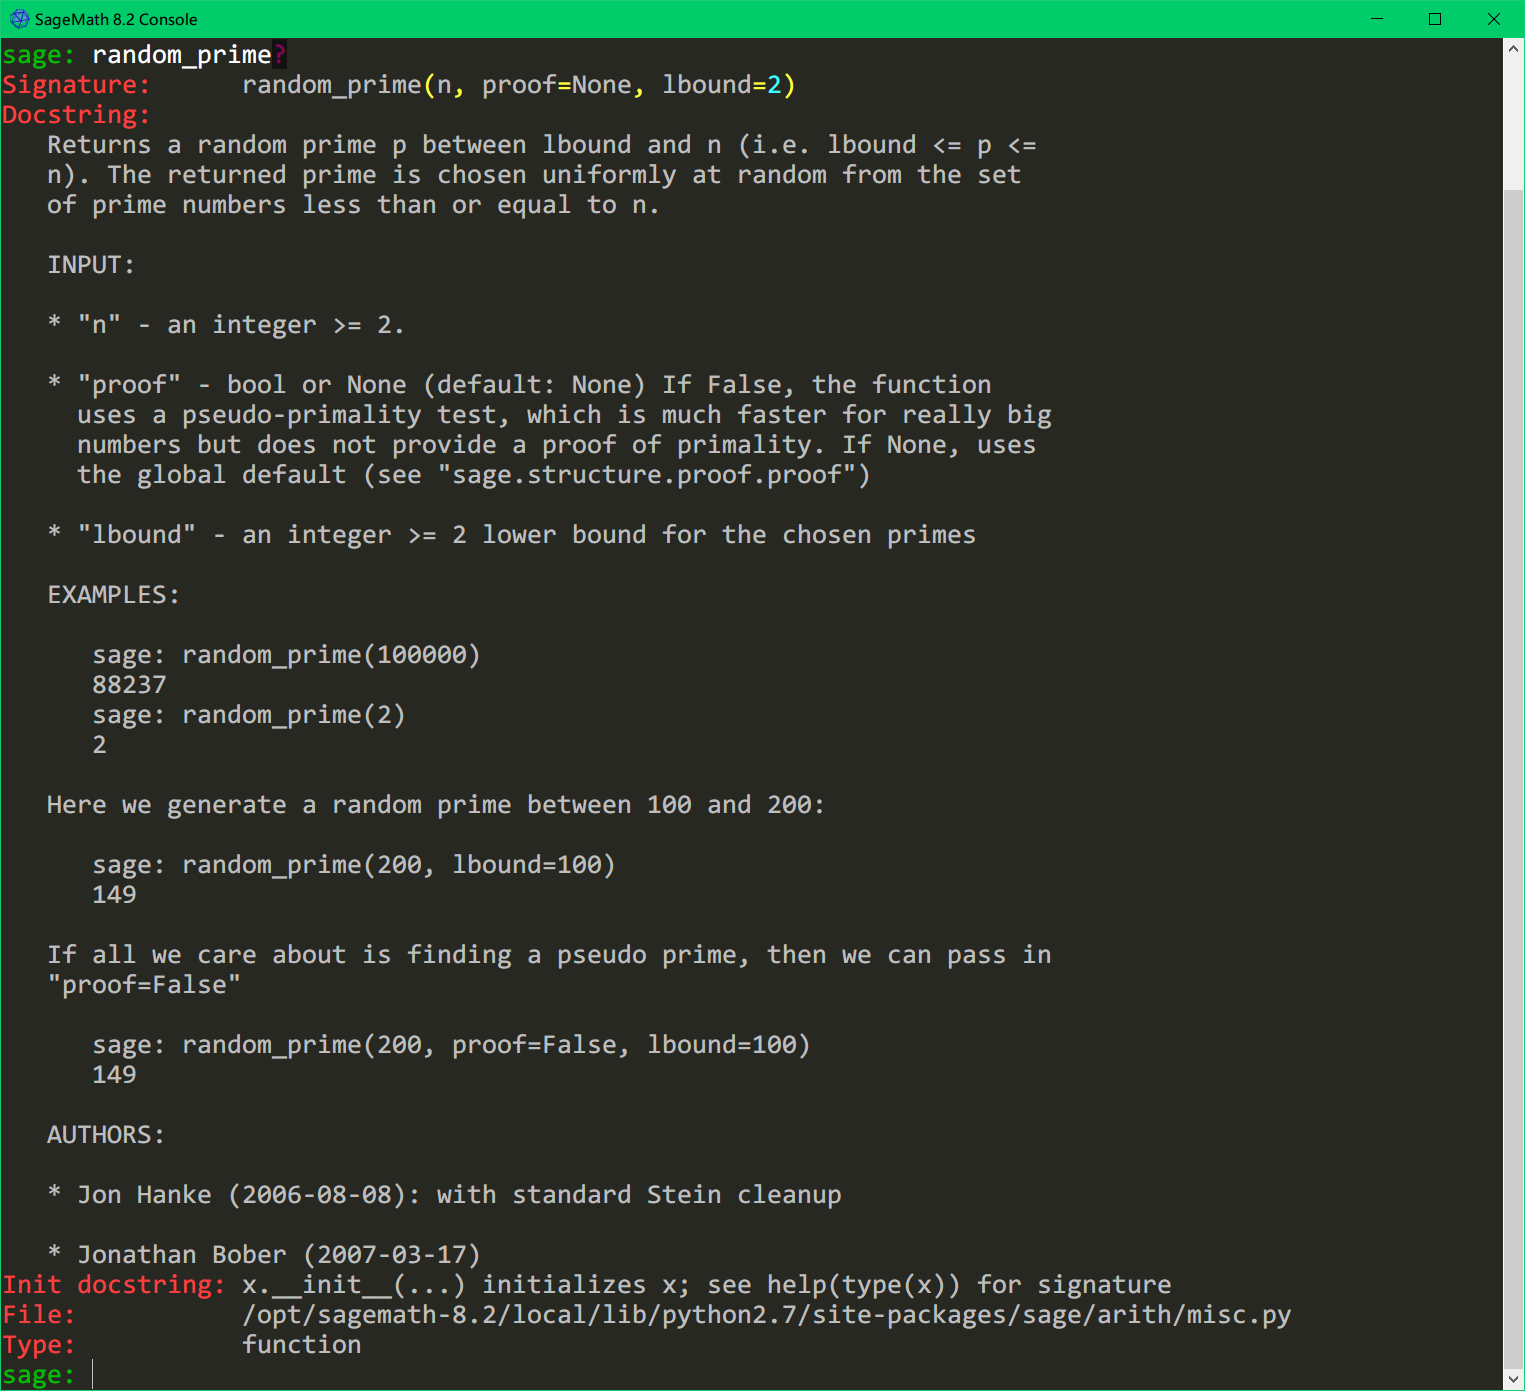 SageMath 8.2 Console
sage: random_prime?
Signature:      random_prime(n, proof=None, lbound=2)
Docstring:
   Returns a random prime p between lbound and n (i.e. lbound <= p <=
   n). The returned prime is chosen uniformly at random from the set
   of prime numbers less than or equal to n.

   INPUT:

   * "n" - an integer >= 2.

   * "proof" - bool or None (default: None) If False, the function
     uses a pseudo-primality test, which is much faster for really big
     numbers but does not provide a proof of primality. If None, uses
     the global default (see "sage.structure.proof.proof")

   * "lbound" - an integer >= 2 lower bound for the chosen primes

   EXAMPLES:

      sage: random_prime(100000)
      88237
      sage: random_prime(2)
      2

   Here we generate a random prime between 100 and 200:

      sage: random_prime(200, lbound=100)
      149

   If all we care about is finding a pseudo prime, then we can pass in
   "proof=False"

      sage: random_prime(200, proof=False, lbound=100)
      149

   AUTHORS:

   * Jon Hanke (2006-08-08): with standard Stein cleanup

   * Jonathan Bober (2007-03-17)
Init docstring: x.__init__(...) initializes x; see help(type(x)) for signature
File:           /opt/sagemath-8.2/local/lib/python2.7/site-packages/sage/arith/misc.py
Type:           function
sage: